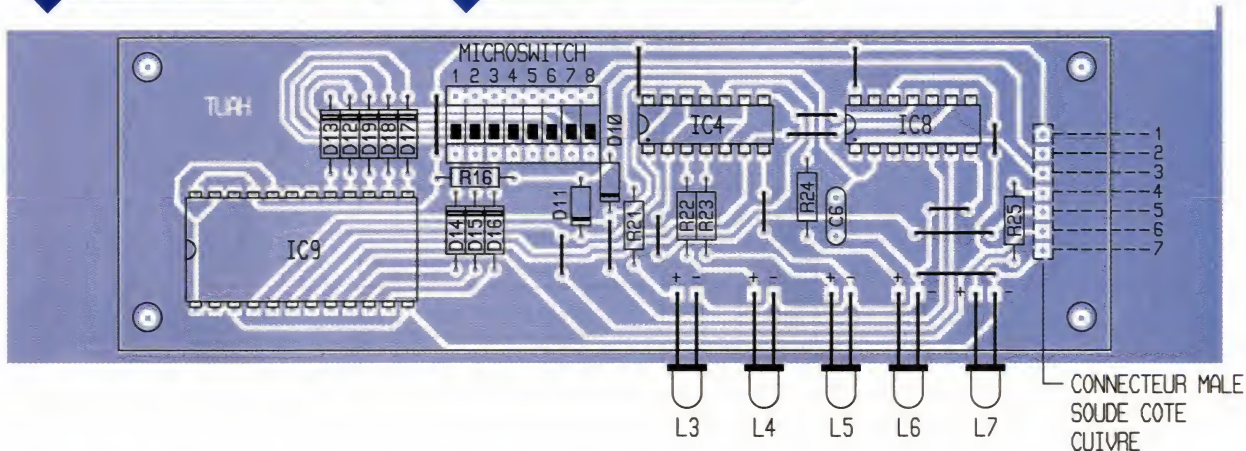 MICROSWITCH
1 2 3 4 5 6 7 8
TUAH
D13 D12 D19 D18 D17
D10
IC4
IC8
1
2
3
4
5
6
7
R16
D11
R21
R22 R23
R24
C6
R25
D14 D15 D16
IC9
+ - + - + - + - + -
L3 L4 L5 L6 L7
CONNECTEUR MALE
SOUDE COTE
CUIVRE